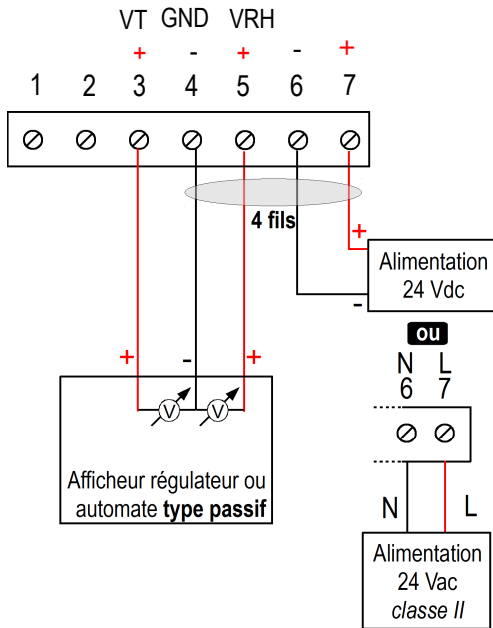 VT GND VRH
+ - + - +
1 2 3 4 5 6 7
4 fils
+
Alimentation
24 Vdc
-
ou
N L
6 7
+ - +
V V
Afficheur régulateur ou
automate type passif
N L
Alimentation
24 Vac
classe II